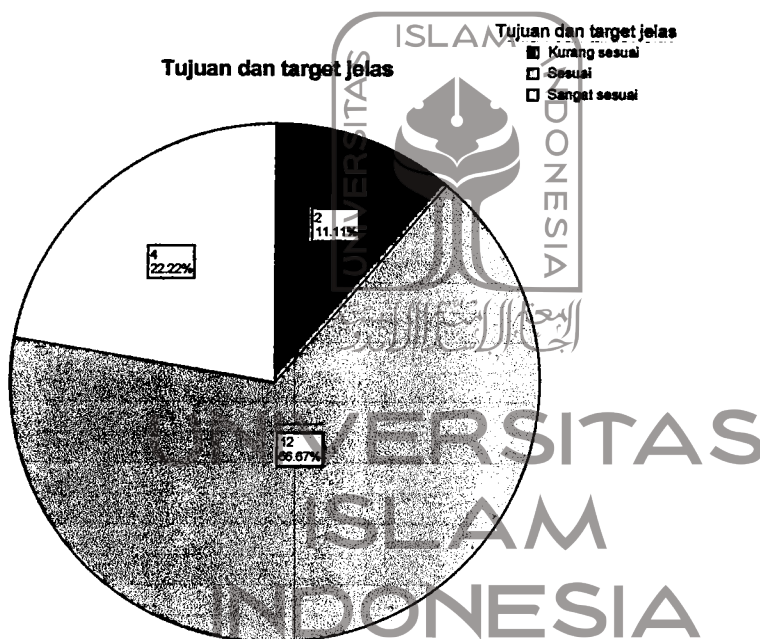 Tujuan dan target jelas
Tujuan dan target jelas
Kurang sesuai
Sesuai
Sangat sesuai
2
11.11%
4
22.22%
12
66.67%
UNIVERSITAS
ISLAM
INDONESIA
UNIVERSITAS
ISLAM
INDONESIA